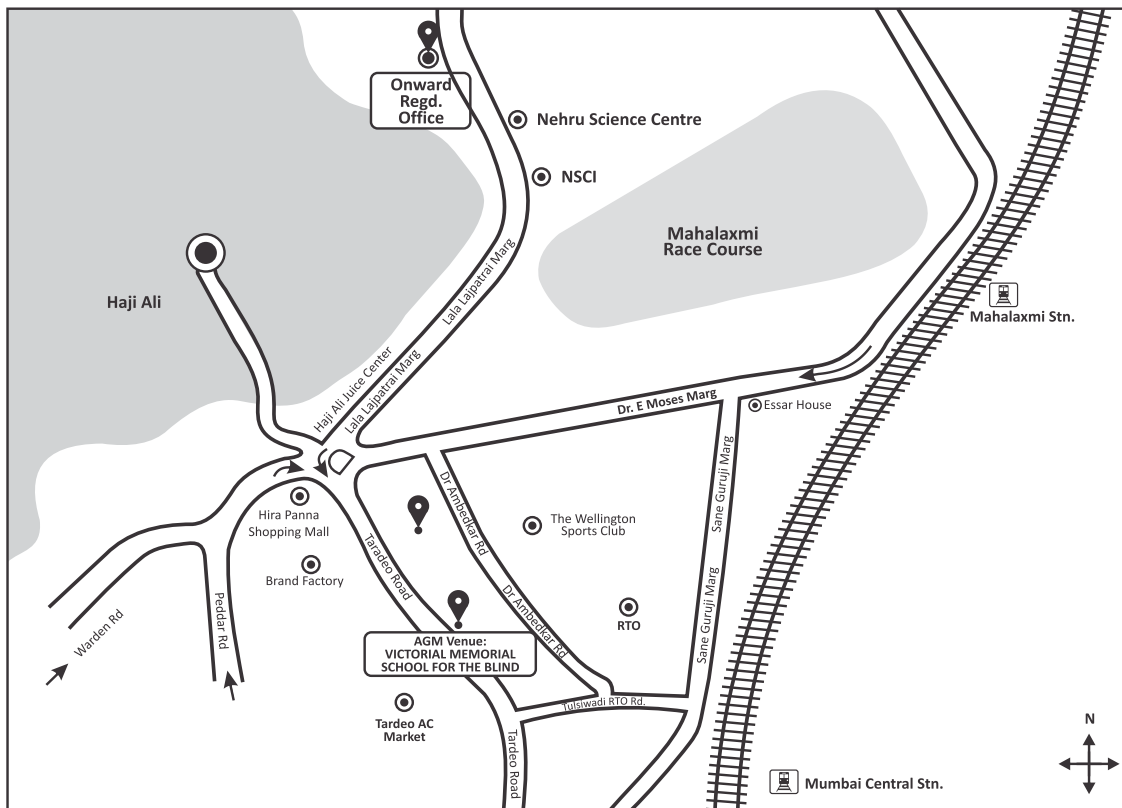 Onward
Regd.
Office
Nehru Science Centre
NSCI
Mahalaxmi
Race Course
Lala Lajpatrai Marg
Haji Ali
Mahalaxmi Stn.
Haji Ali Juice Center
Lala Lajpatrai Marg
Dr. E Moses Marg
Essar House
Hira Panna
Shopping Mall
Brand Factory
Taradeo Road
Dr Ambedkar Rd
The Wellington
Sports Club
Sane Guruji Marg
Peddar Rd
Warden Rd
Dr Ambedkar Rd
RTO
Sane Guruji Marg
AGM Venue:
VICTORIAL MEMORIAL
SCHOOL FOR THE BLIND
Tardeo AC
Market
Tulsiwadi RTO Rd.
Tardeo Road
N
Mumbai Central Stn.